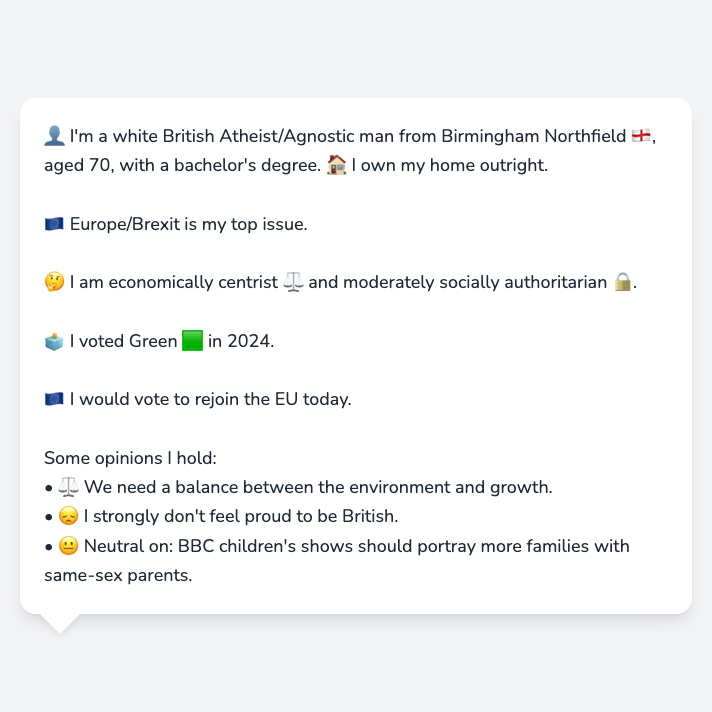 👤 I'm a white British Atheist/Agnostic man from Birmingham Northfield 🏴󠁧󠁢󠁥󠁮󠁧󠁿,
aged 70, with a bachelor's degree. 🏠 I own my home outright.
🇪🇺 Europe/Brexit is my top issue.
🤔 I am economically centrist ⚖️ and moderately socially authoritarian 🔒.
🗳️ I voted Green 🟩 in 2024.
🇪🇺 I would vote to rejoin the EU today.
Some opinions I hold:
• ⚖️ We need a balance between the environment and growth.
• 😞 I strongly don't feel proud to be British.
• 😐 Neutral on: BBC children's shows should portray more families with
same-sex parents.